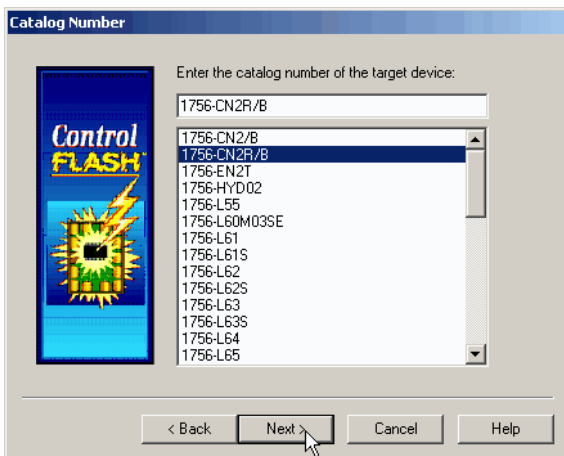 Catalog Number
Enter the catalog number of the target device:
1756-CN2R/B
Control
FLASH
1756-CN2/B
1756-CN2R/B
1756-EN2T
1756-HYD02
1756-L55
1756-L60M03SE
1756-L61
1756-L61S
1756-L62
1756-L62S
1756-L63
1756-L63S
1756-L64
1756-L65
< Back
Next >
Cancel
Help